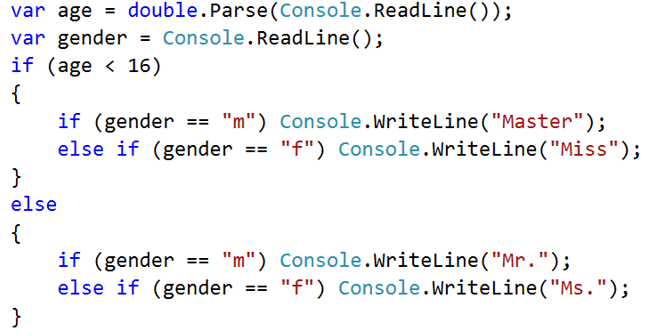 var age = double.Parse(Console.ReadLine());
var gender = Console.ReadLine();
if (age < 16)
{
    if (gender == "m") Console.WriteLine("Master");
    else if (gender == "f") Console.WriteLine("Miss");
}
else
{
    if (gender == "m") Console.WriteLine("Mr.");
    else if (gender == "f") Console.WriteLine("Ms.");
}